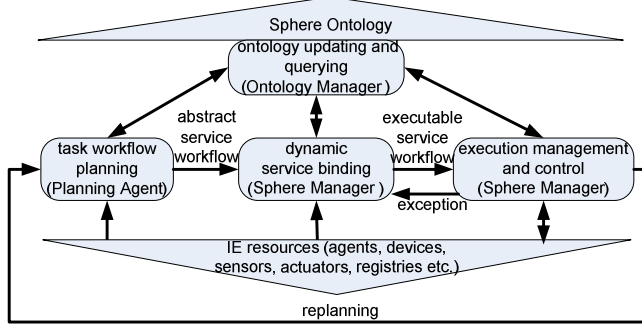 Sphere Ontology
ontology updating and
querying
(Ontology Manager)
abstract
service
workflow
executable
service
workflow
task workflow
planning
(Planning Agent)
dynamic
service binding
(Sphere Manager)
execution management
and control
(Sphere Manager)
exception
IE resources (agents, devices,
sensors, actuators, registries etc.)
replanning